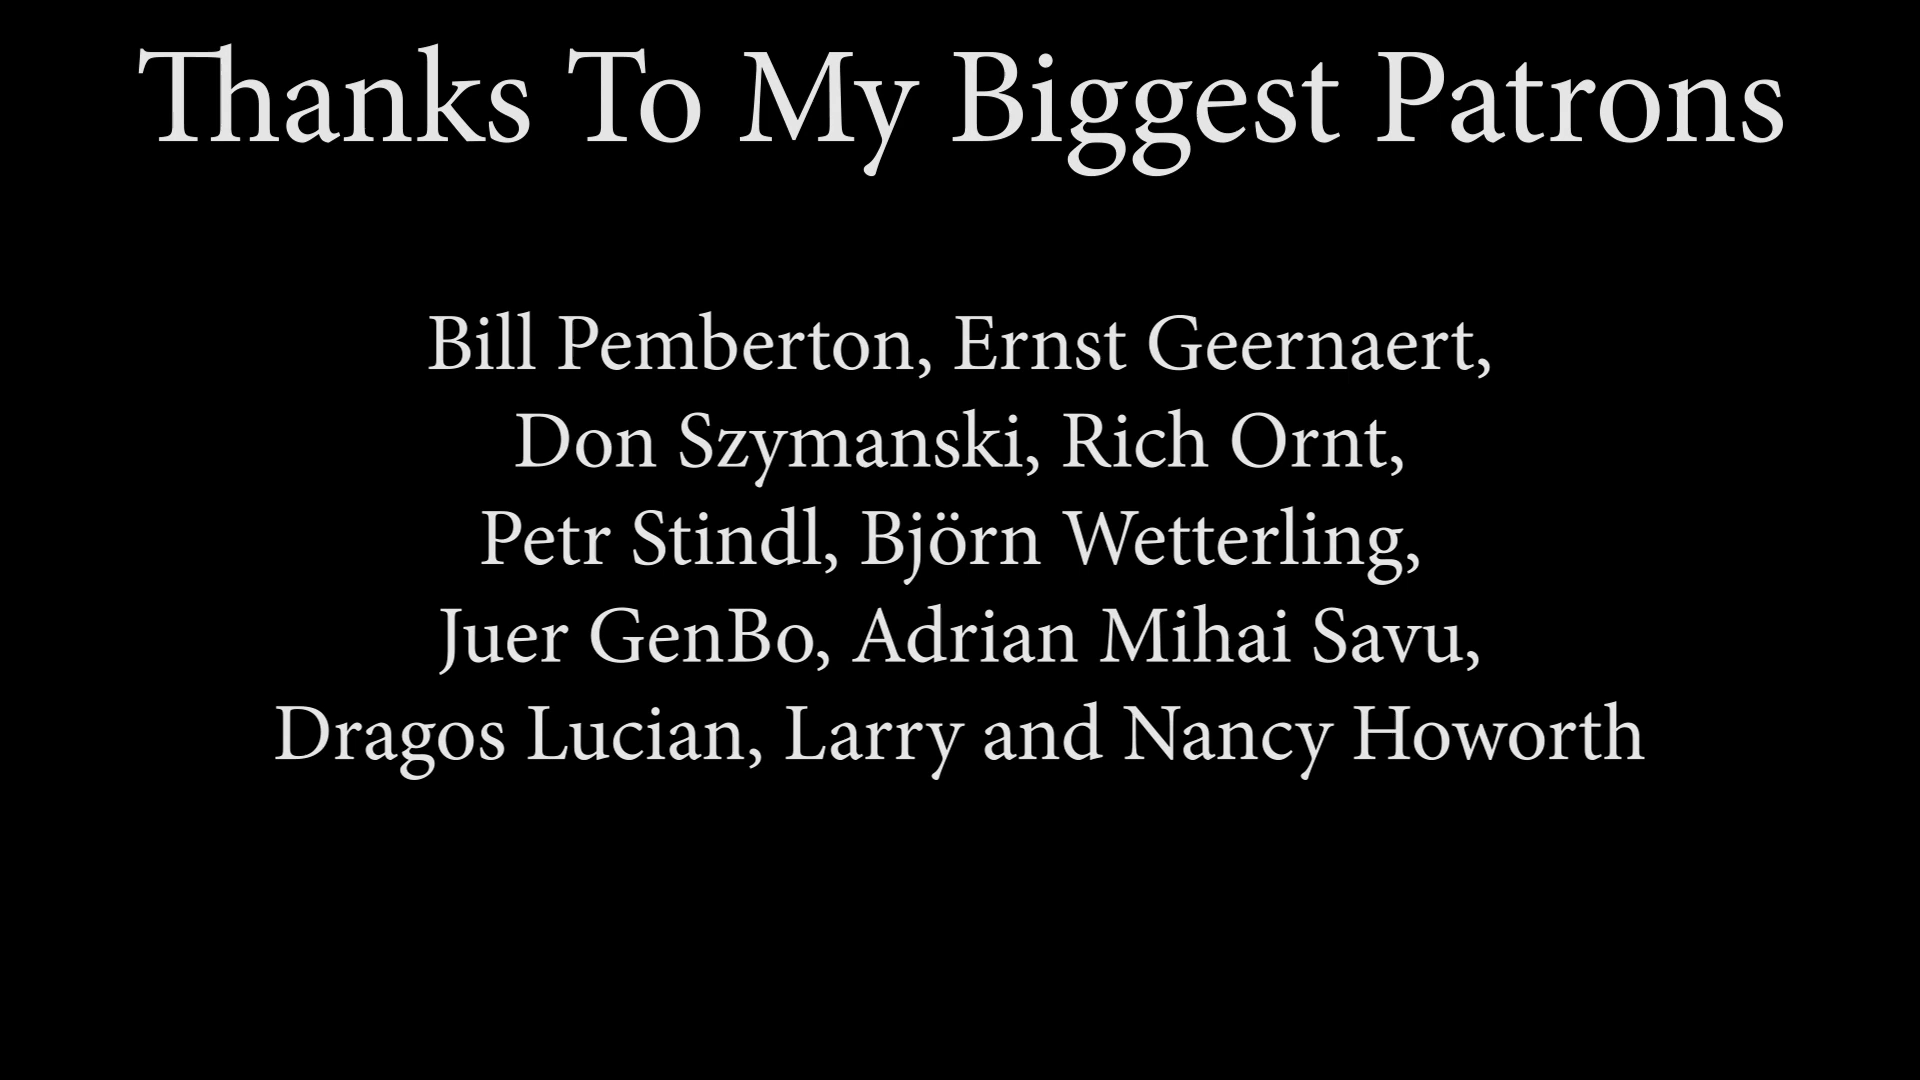 Thanks To My Biggest Patrons
Bill Pemberton, Ernst Geernaert,
Don Szymanski, Rich Ornt,
Petr Stindl, Björn Wetterling,
Juer GenBo, Adrian Mihai Savu,
Dragos Lucian, Larry and Nancy Howorth